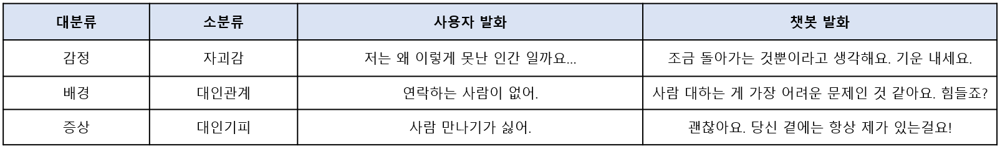 대분류 소분류 사용자 발화 챗봇 발화
감정 자괴감 저는 왜 이렇게 못난 인간 일까요... 조금 돌아가는 것뿐이라고 생각해요. 기운 내세요.
배경 대인관계 연락하는 사람이 없어. 사람 대하는 게 가장 어려운 문제인 것 같아요. 힘들죠?
증상 대인기피 사람 만나기가 싫어. 괜찮아요. 당신 곁에는 항상 제가 있는걸요!